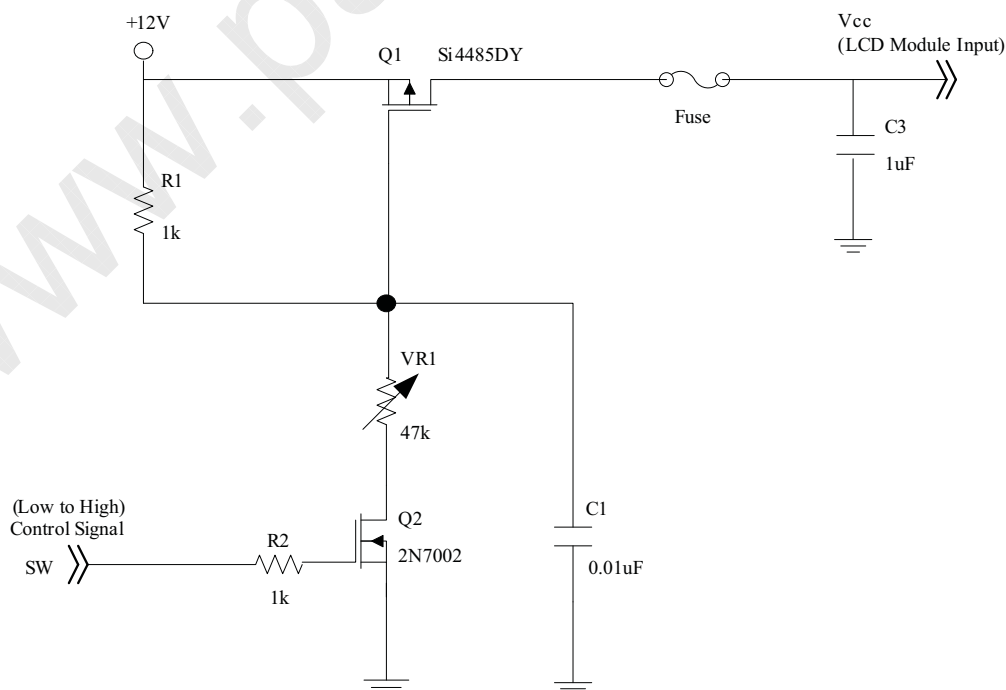 +12V
Vcc
(LCD Module Input)
Q1
Si4485DY
Fuse
C3
1uF
R1
1k
VR1
47k
(Low to High)
Control Signal
SW
R2
1k
Q2
2N7002
C1
0.01uF
www.p